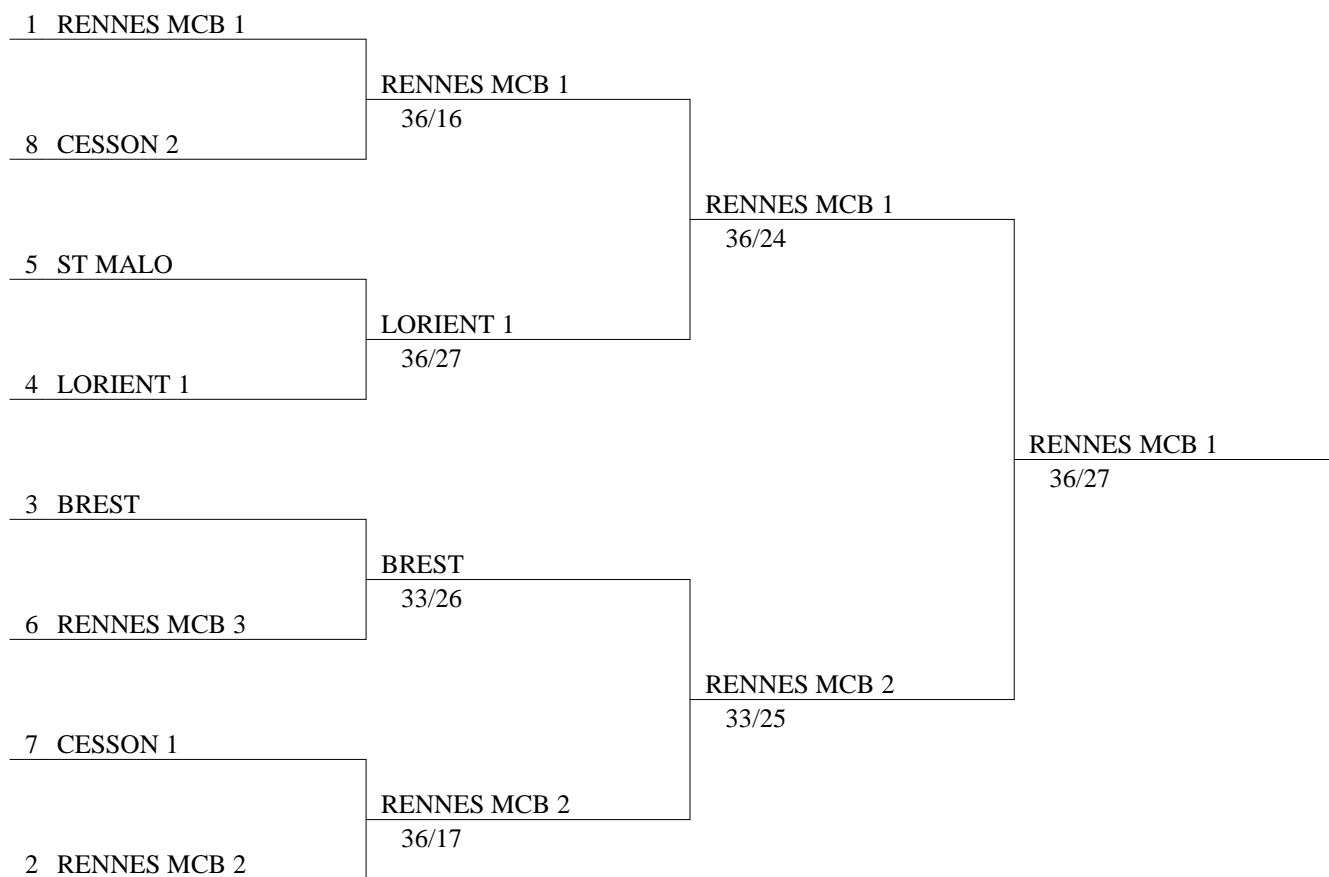 1 RENNES MCB 1
RENNES MCB 1
36/16
8 CESSON 2
RENNES MCB 1
36/24
5 ST MALO
LORIENT 1
36/27
4 LORIENT 1
RENNES MCB 1
36/27
3 BREST
BREST
33/26
6 RENNES MCB 3
RENNES MCB 2
33/25
7 CESSON 1
RENNES MCB 2
36/17
2 RENNES MCB 2